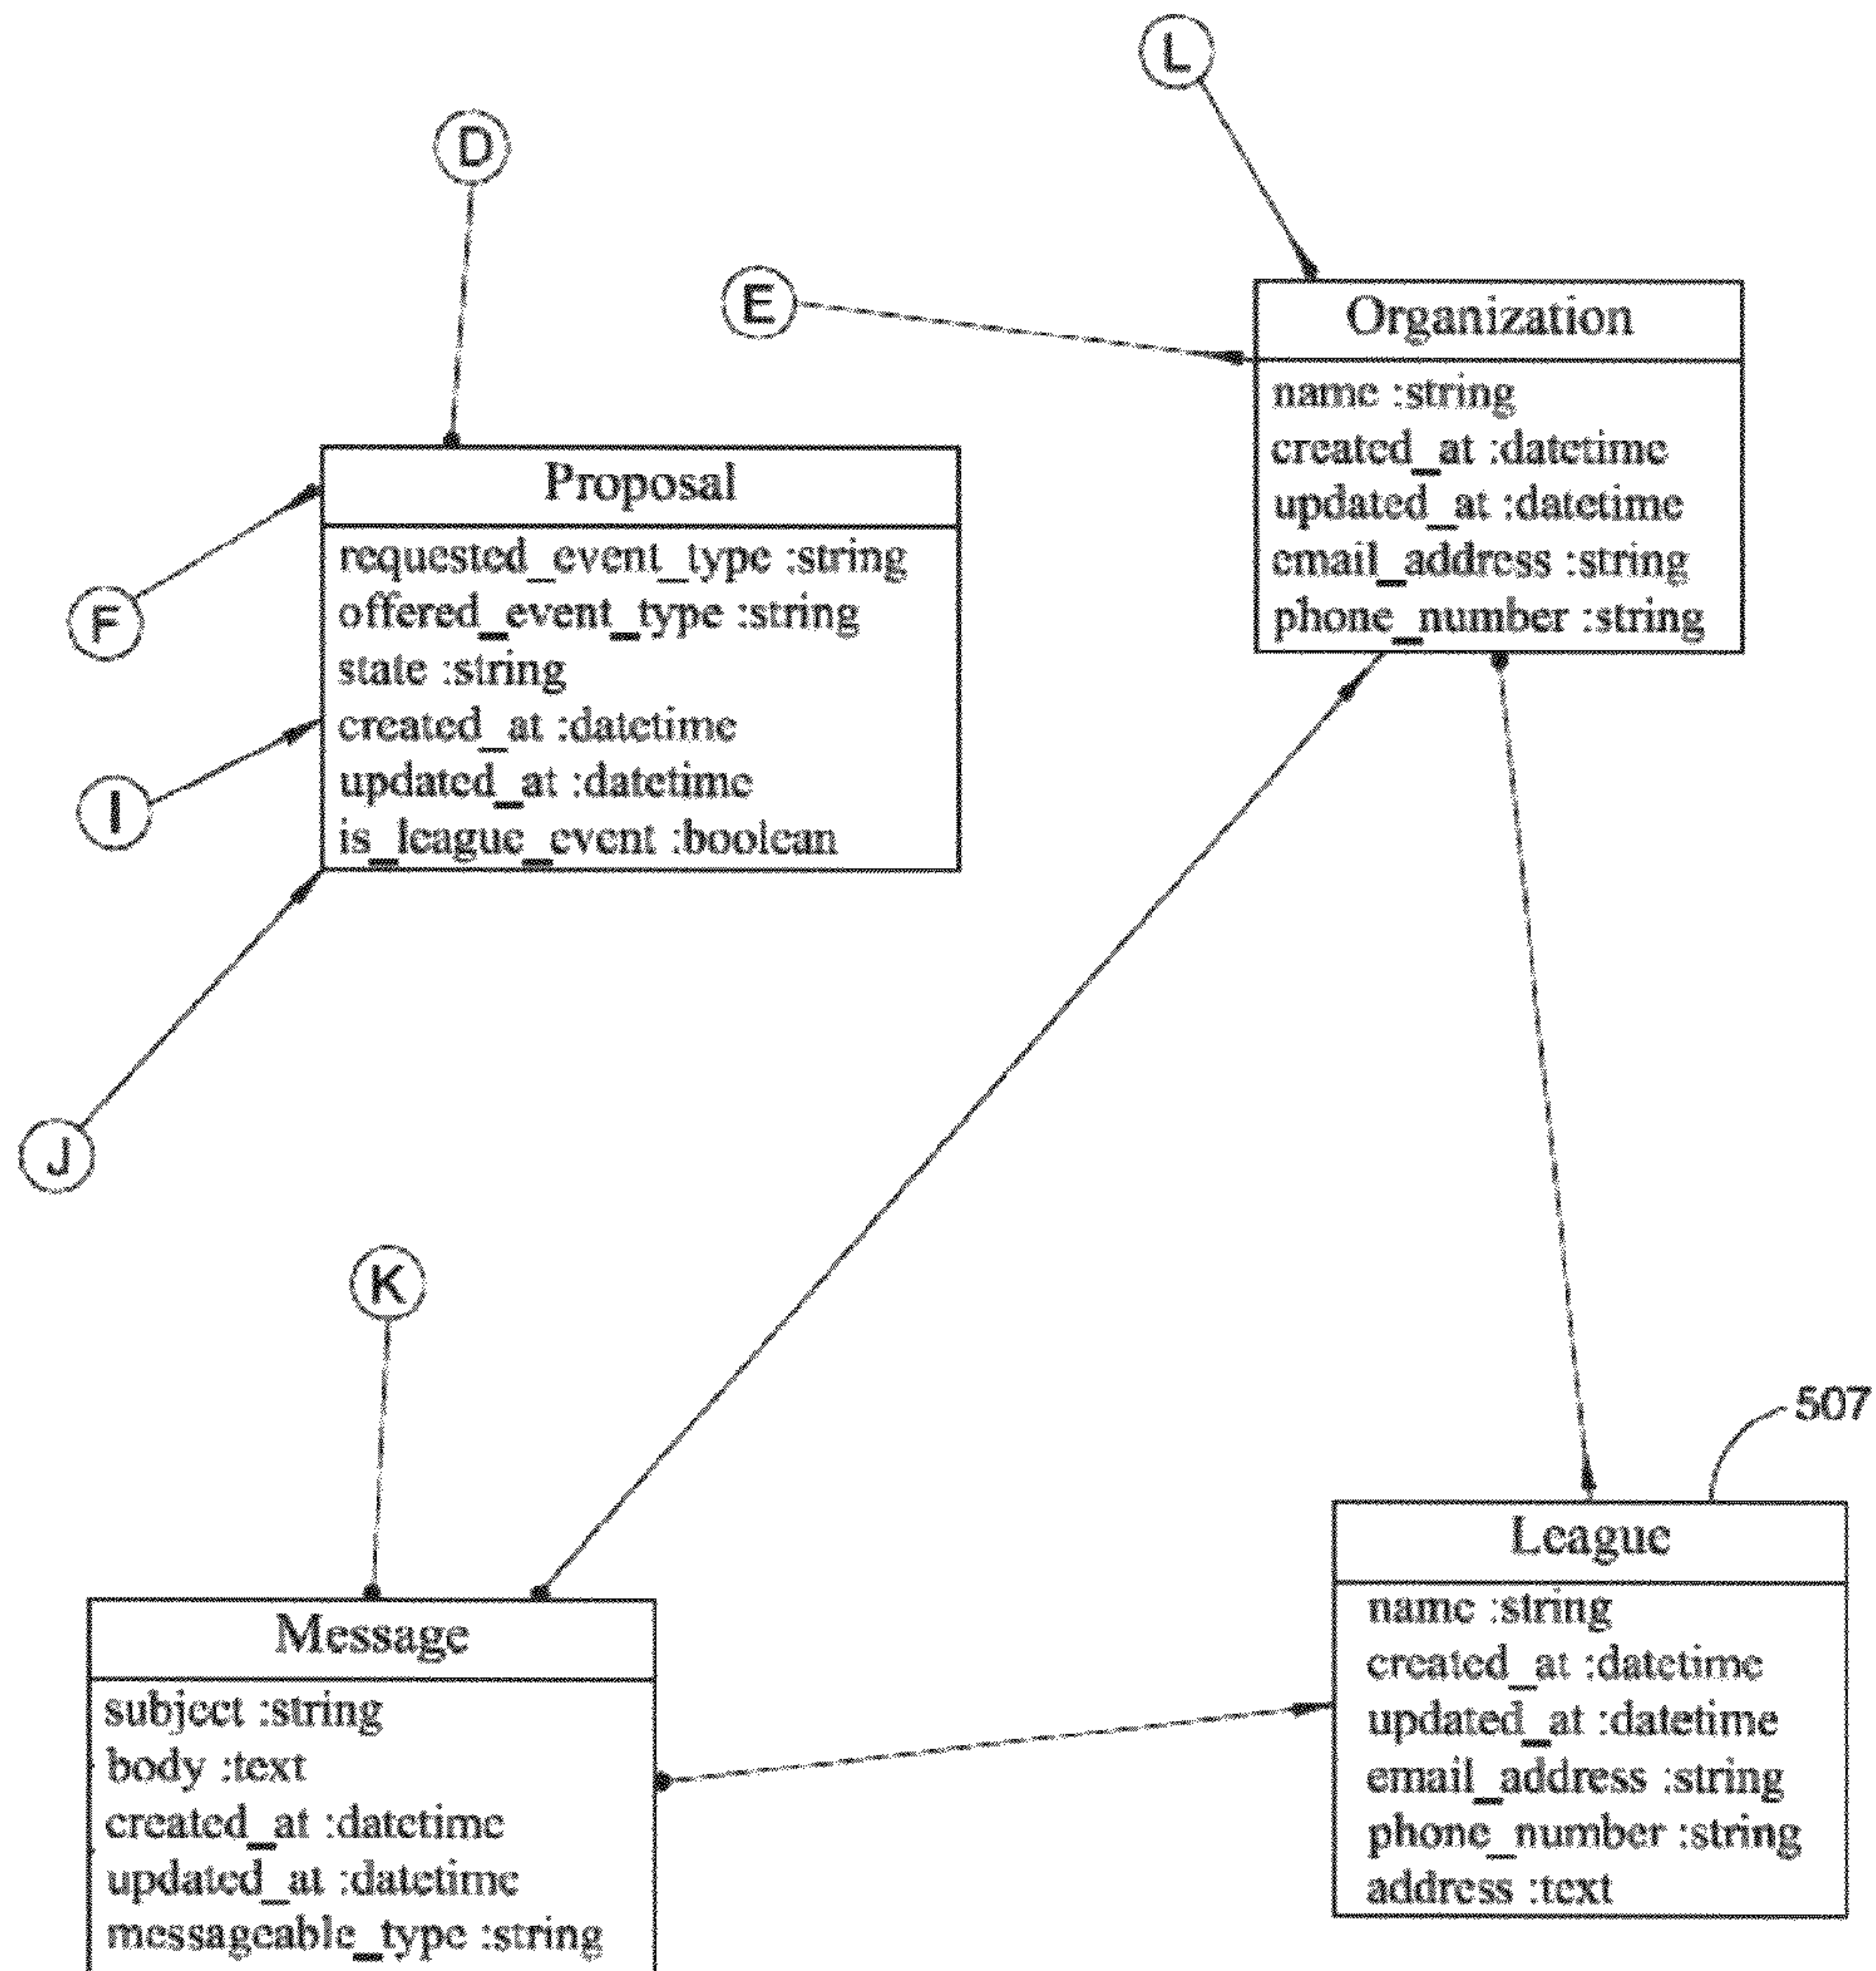 L
D
E
Organization
name :string
created_at :datetime
updated_at :datetime
email_address :string
phone_number :string
Proposal
requested_event_type :string
offered_event_type :string
state :string
created_at :datetime
updated_at :datetime
is_league_event :boolean
F
I
J
K
507
League
name :string
created_at :datetime
updated_at :datetime
email_address :string
phone_number :string
address :text
Message
subject :string
body :text
created_at :datetime
updated_at :datetime
messageable_type :string